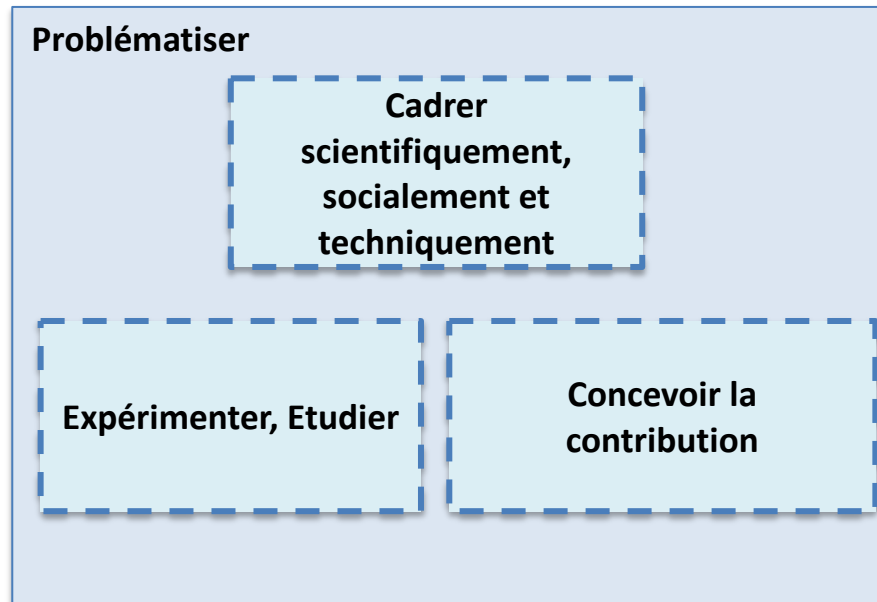 Problématiser
Cadrer
scientifiquement,
socialement et
techniquement
Expérimenter, Etudier
Concevoir la
contribution